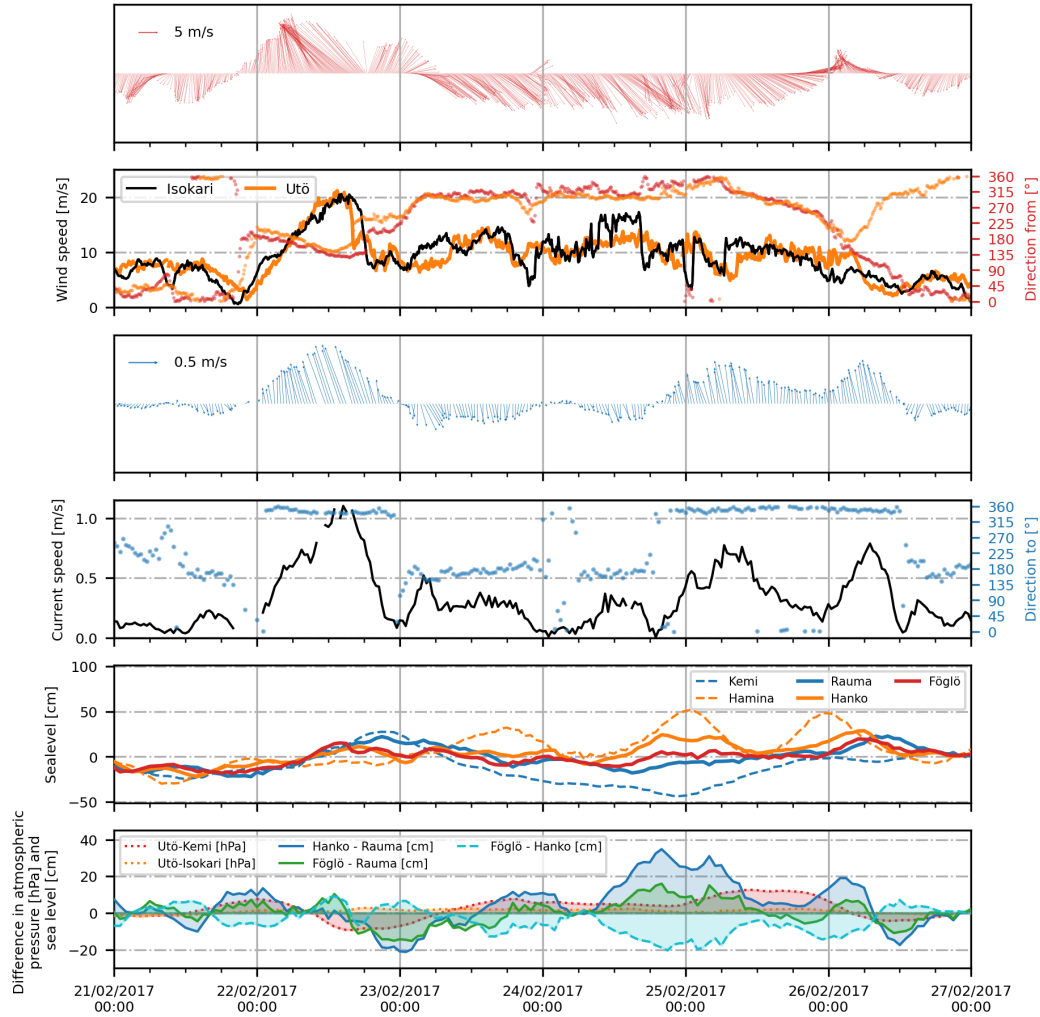 5 m/s
Isokari
Utö
Wind speed [m/s]
20
10
0
360
315
270
225
180
135
90
45
0
Direction from [°]
0.5 m/s
Current speed [m/s]
1.0
0.5
0.0
360
315
270
225
180
135
90
45
0
Direction to [°]
Sealevel [cm]
100
50
0
−50
Kemi
Hamina
Rauma
Hanko
Föglö
Difference in atmospheric
pressure [hPa] and
sea level [cm]
40
20
0
−20
Utö-Kemi [hPa]
Utö-Isokari [hPa]
Hanko - Rauma [cm]
Föglö - Rauma [cm]
Föglö - Hanko [cm]
21/02/2017 22/02/2017 23/02/2017 24/02/2017 25/02/2017 26/02/2017 27/02/2017
00:00 00:00 00:00 00:00 00:00 00:00 00:00